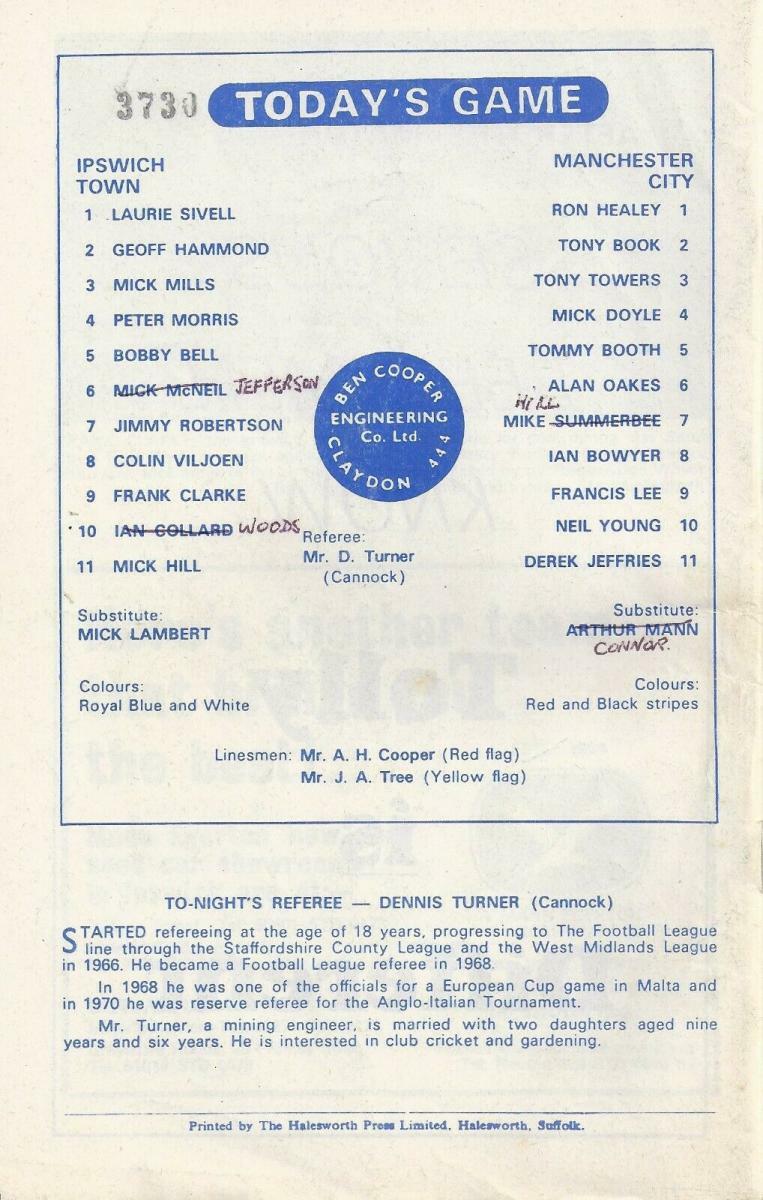 3730 TODAY'S GAME
IPSWICH
TOWN
1 LAURIE SIVELL
2 GEOFF HAMMOND
3 MICK MILLS
4 PETER MORRIS
5 BOBBY BELL
6 MICK McNEIL JEFFERSON
7 JIMMY ROBERTSON
8 COLIN VILJOEN
9 FRANK CLARKE
10 IAN COLLARD WOODS
11 MICK HILL
Substitute:
MICK LAMBERT
Colours:
Royal Blue and White
BEN COOPER
ENGINEERING
Co. Ltd.
CLAYDON 444
Referee:
Mr. D. Turner
(Cannock)
MANCHESTER
CITY
RON HEALEY 1
TONY BOOK 2
TONY TOWERS 3
MICK DOYLE 4
TOMMY BOOTH 5
ALAN OAKES 6
HILL
MIKE SUMMERBEE 7
IAN BOWYER 8
FRANCIS LEE 9
NEIL YOUNG 10
DEREK JEFFRIES 11
Substitute:
ARTHUR MANN
CONNOR.
Colours:
Red and Black stripes
Linesmen: Mr. A. H. Cooper (Red flag)
Mr. J. A. Tree (Yellow flag)
TO-NIGHT'S REFEREE — DENNIS TURNER (Cannock)
STARTED refereeing at the age of 18 years, progressing to The Football League
line through the Staffordshire County League and the West Midlands League
in 1966. He became a Football League referee in 1968.
In 1968 he was one of the officials for a European Cup game in Malta and
in 1970 he was reserve referee for the Anglo-Italian Tournament.
Mr. Turner, a mining engineer, is married with two daughters aged nine
years and six years. He is interested in club cricket and gardening.
Printed by The Halesworth Press Limited, Halesworth, Suffolk.